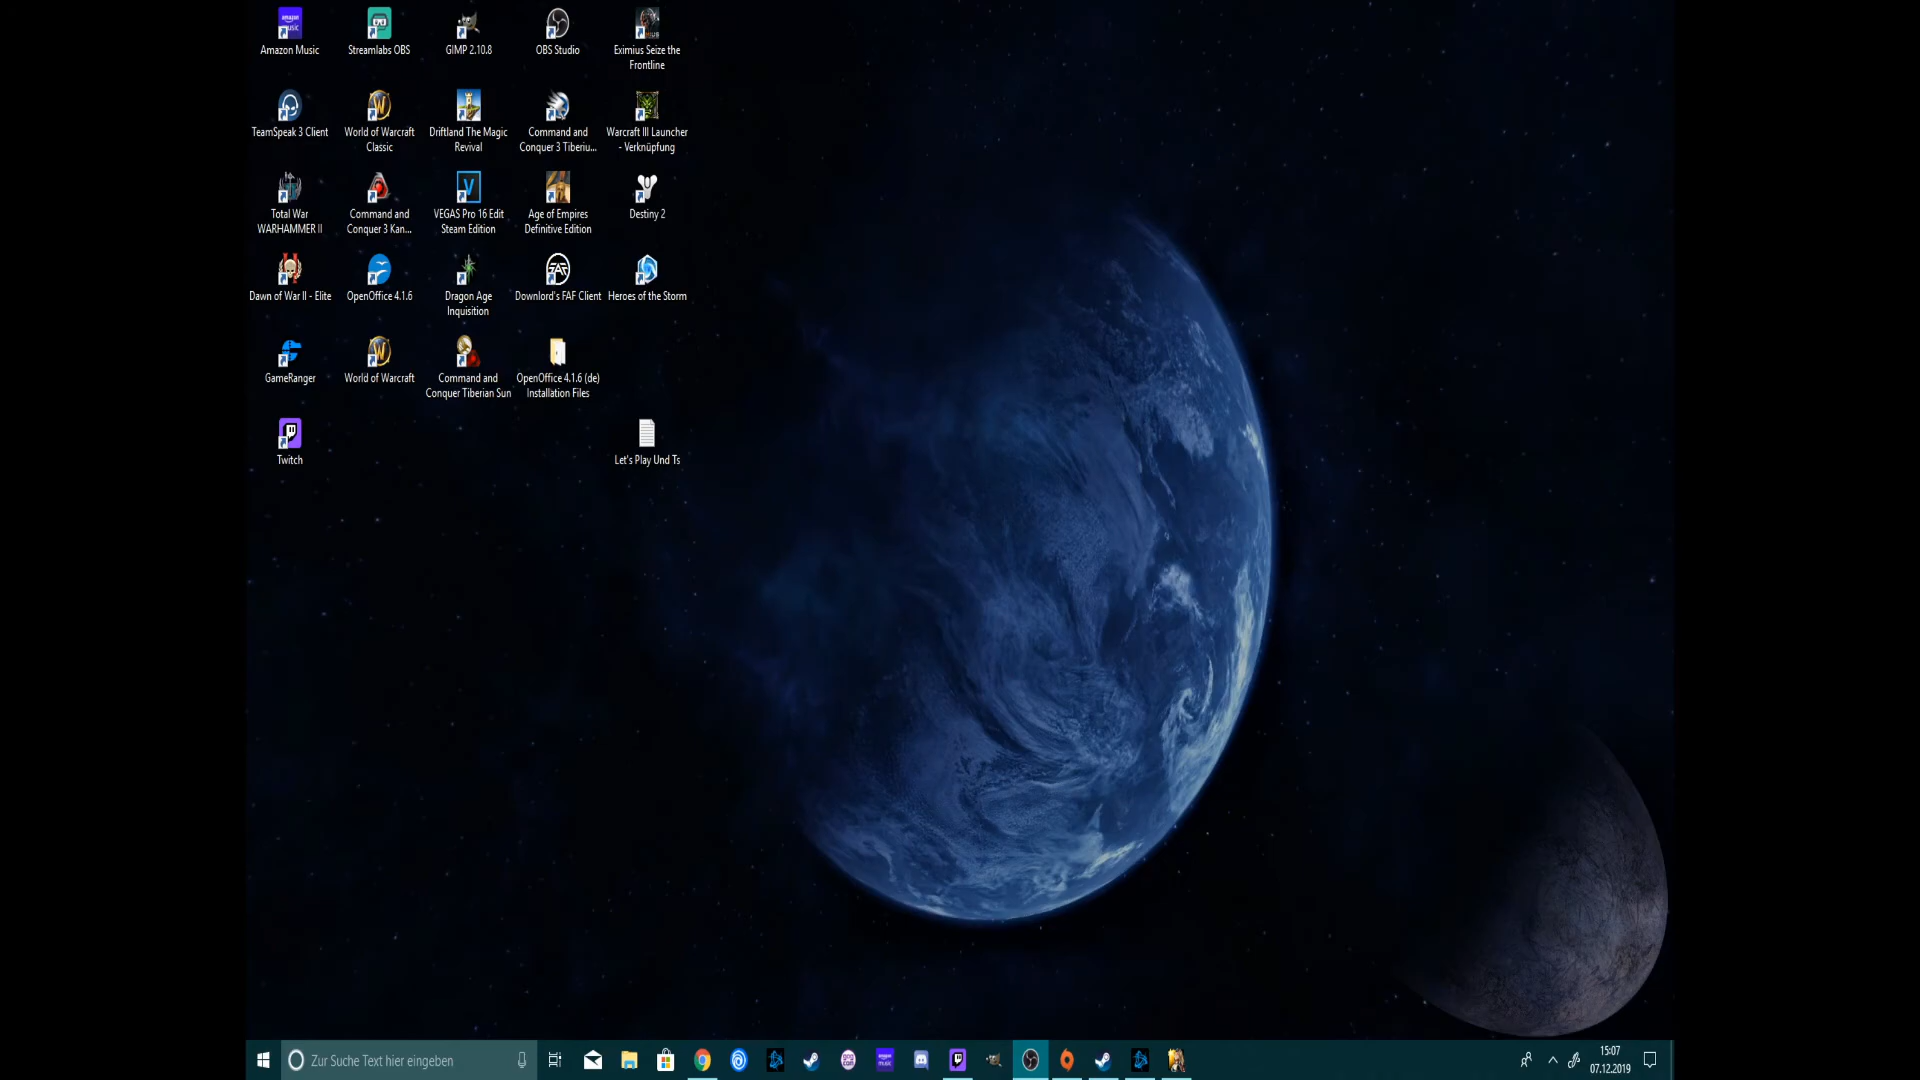 Amazon Music
Streamlabs OBS
GIMP 2.10.8
OBS Studio
Eximius Seize the
Frontline
TeamSpeak 3 Client
World of Warcraft
Classic
Driftland The Magic
Revival
Command and
Conquer 3 Tiberiu...
Warcraft III Launcher
- Verknüpfung
Total War
WARHAMMER II
Command and
Conquer 3 Kan...
VEGAS Pro 16 Edit
Steam Edition
Age of Empires
Definitive Edition
Destiny 2
Dawn of War II - Elite
OpenOffice 4.1.6
Dragon Age
Inquisition
Downlord's FAF Client
Heroes of the Storm
GameRanger
World of Warcraft
Command and
Conquer Tiberian Sun
OpenOffice 4.1.6 (de)
Installation Files
Twitch
Let's Play Und Ts
Zur Suche Text hier eingeben
15:07
07.12.2019